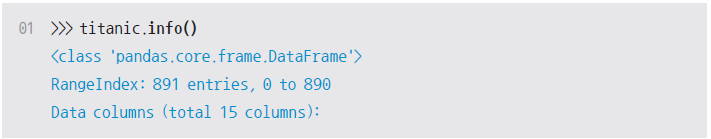 01 >>> titanic.info()
<class 'pandas.core.frame.DataFrame'>
RangeIndex: 891 entries, 0 to 890
Data columns (total 15 columns):